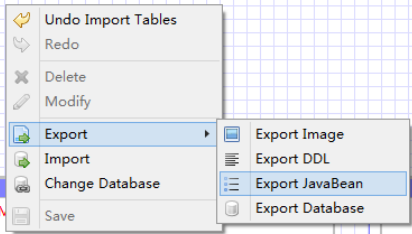 Undo Import Tables
Redo
Delete
Modify
Export
Import
Change Database
Save
Export Image
Export DDL
Export JavaBean
Export Database